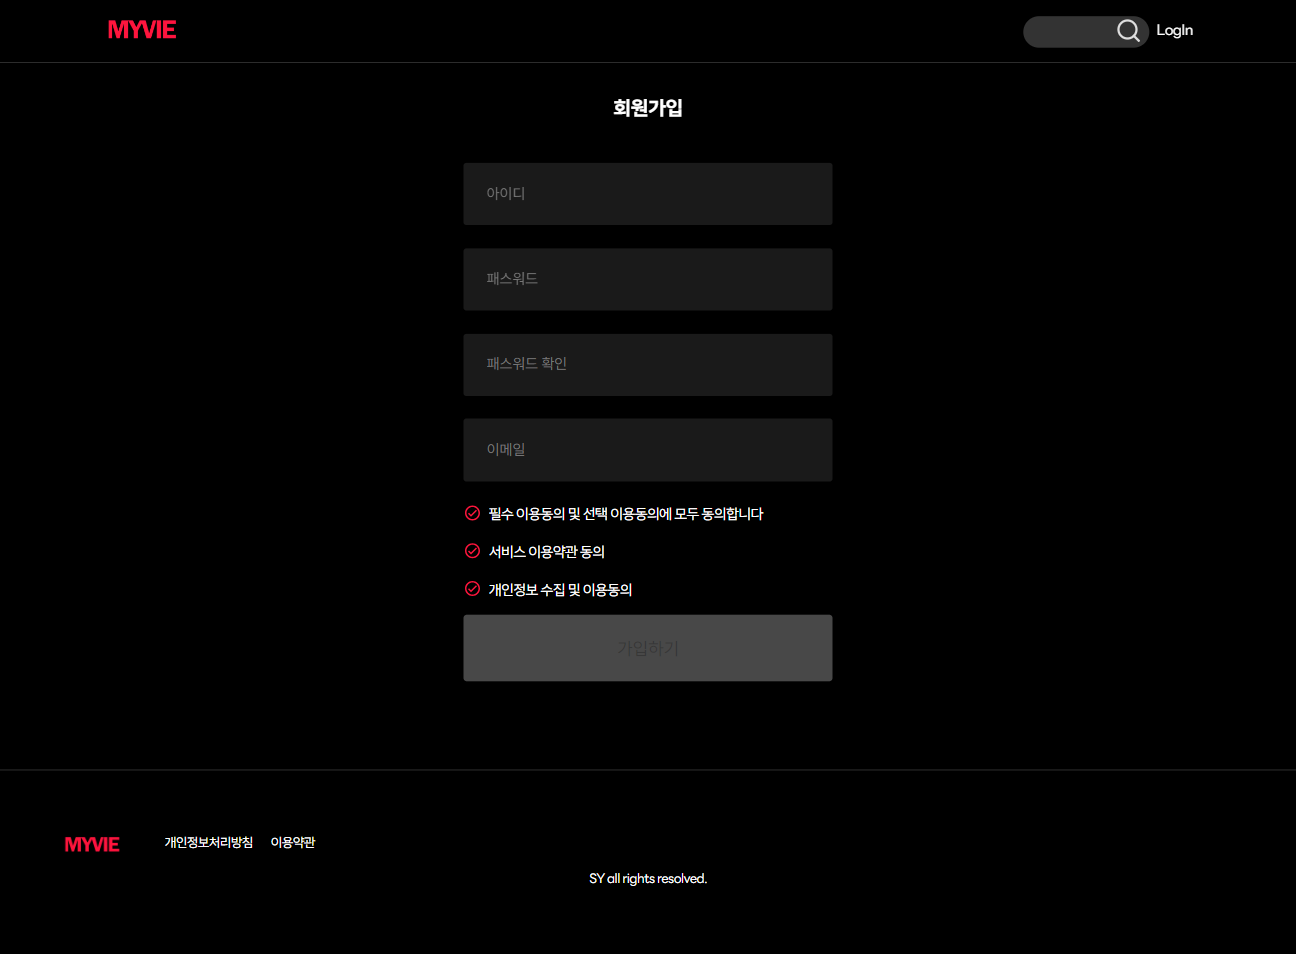 MYVIE
LogIn
회원가입
아이디
패스워드
패스워드 확인
이메일
필수 이용동의 및 선택 이용동의에 모두 동의합니다
서비스 이용약관 동의
개인정보 수집 및 이용동의
가입하기
MYVIE
개인정보처리방침 이용약관
SY all rights resolved.